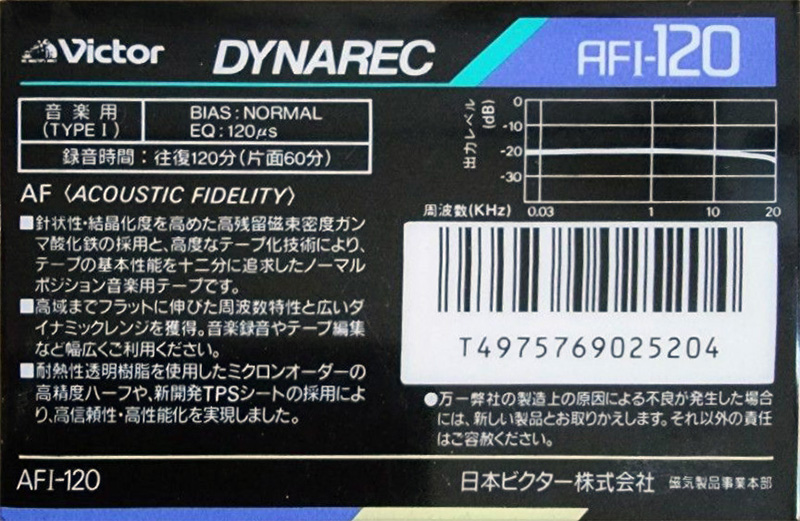 Victor DYNAREC AFI-120
音楽用 BIAS:NORMAL
(TYPE I) EQ:120μs
録音時間:往復120分(片面60分)
出力レベル(dB)
0
-10
-20
-30
周波数(KHz) 0.03 1 10 20
AF〈ACOUSTIC FIDELITY〉
■針状性・結晶化度を高めた高残留磁束密度ガン
マ酸化鉄の採用と、高度なテープ化技術により、
テープの基本性能を十二分に追求したノーマル
ポジション音楽用テープです。
■高域までフラットに伸びた周波数特性と広いダ
イナミックレンジを獲得。音楽録音やテープ編集
など幅広くご利用ください。
■耐熱性透明樹脂を使用したミクロンオーダーの
高精度ハーフや、新開発TPSシートの採用によ
り、高信頼性・高性能化を実現しました。
T4975769025204
●万一弊社の製造上の原因による不良が発生した場合
には、新しい製品とお取りかえします。それ以外の責任
はご容赦ください。
AFI-120 日本ビクター株式会社 磁気製品事業本部